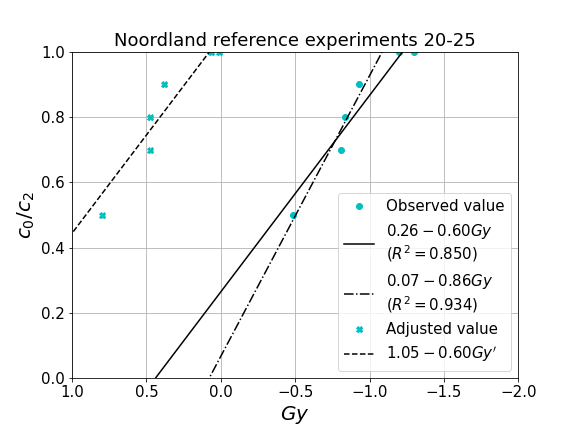 Noordland reference experiments 20-25
1.0
0.8
0.6
0.4
0.2
0.0
c₀/c₂
Observed value
0.26 − 0.60Gy
(R² = 0.850)
0.07 − 0.86Gy
(R² = 0.934)
Adjusted value
1.05 − 0.60Gy′
1.0 0.5 0.0 −0.5 −1.0 −1.5 −2.0
Gy